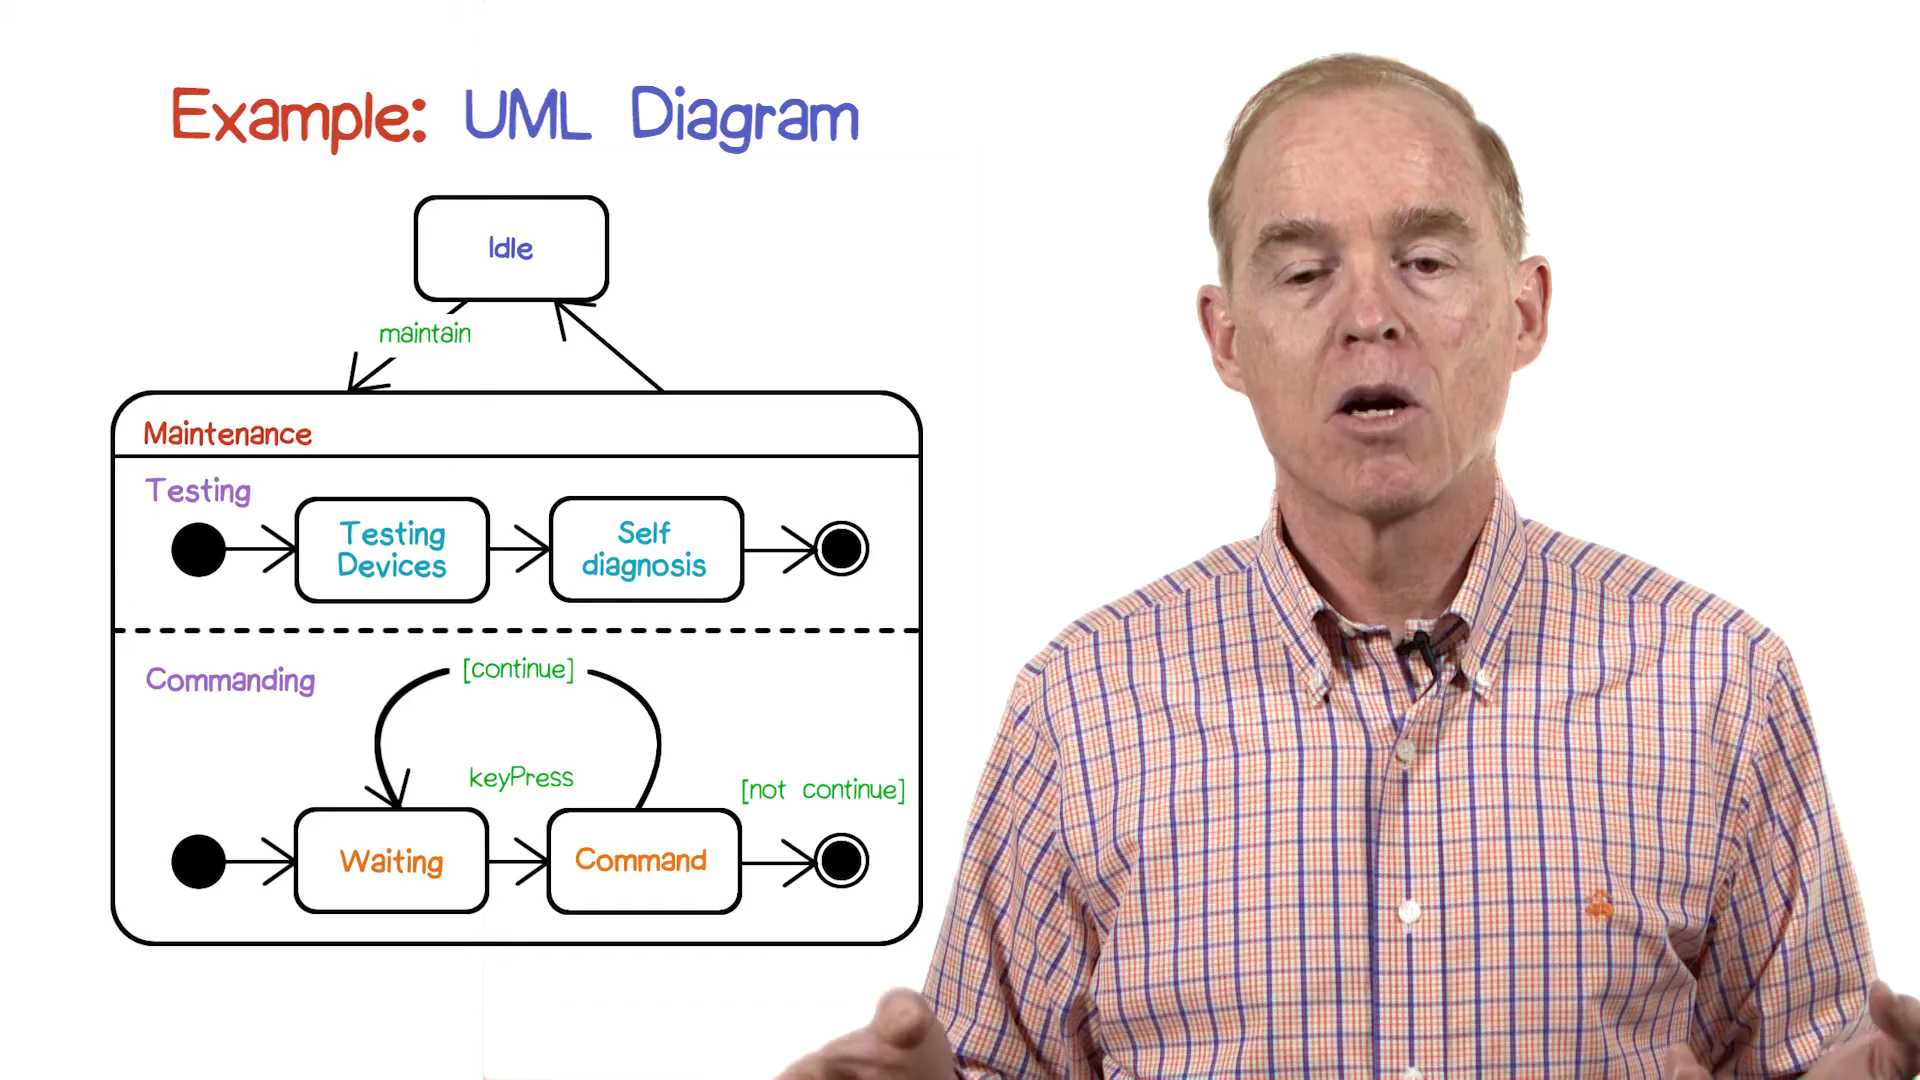 Example: UML Diagram
Idle
maintain
Maintenance
Testing
Testing
Devices
Self
diagnosis
Commanding
[continue]
keyPress
[not continue]
Waiting
Command